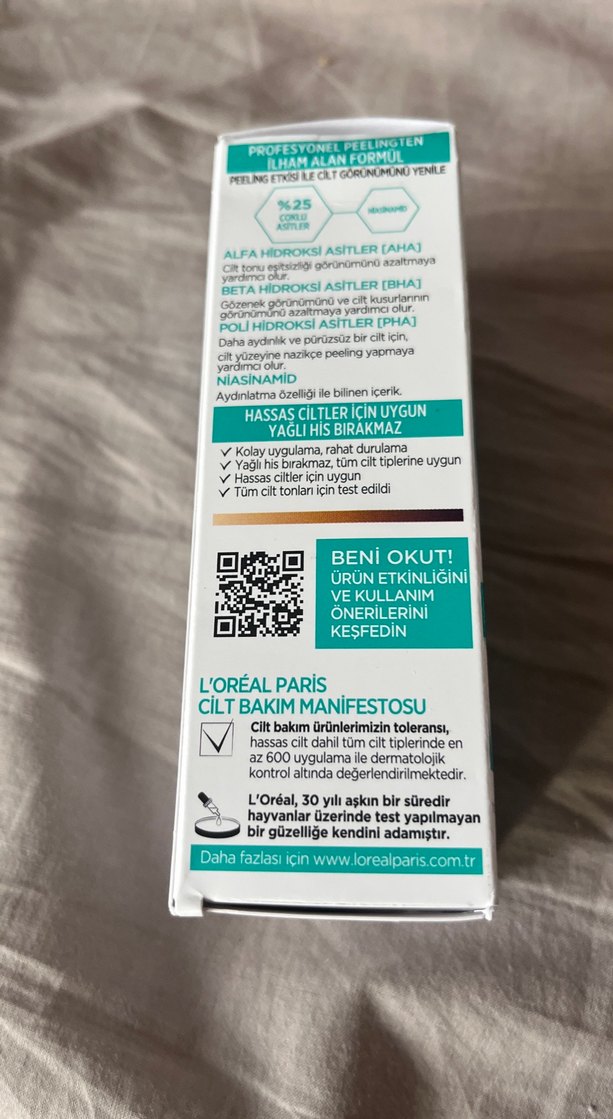 PROFESYONEL PEELİNGTEN
İLHAM ALAN FORMÜL
PEELİNG ETKİSİ İLE CİLT GÖRÜNÜMÜNÜ YENİLE
%25
ÇOKLU
ASİTLER
NİASİNAMİD
ALFA HİDROKSİ ASİTLER [AHA]
Cilt tonu eşitsizliği görünümünü azaltmaya
yardımcı olur.
BETA HİDROKSİ ASİTLER [BHA]
Gözenek görünümünü ve cilt kusurlarının
görünümünü azaltmaya yardımcı olur.
POLİ HİDROKSİ ASİTLER [PHA]
Daha aydınlık ve pürüzsüz bir cilt için,
cilt yüzeyine nazikçe peeling yapmaya
yardımcı olur.
NİASİNAMİD
Aydınlatma özelliği ile bilinen içerik.
HASSAS CİLTLER İÇİN UYGUN
YAĞLI HİS BIRAKMAZ
✓ Kolay uygulama, rahat durulama
✓ Yağlı his bırakmaz, tüm cilt tiplerine uygun
✓ Hassas ciltler için uygun
✓ Tüm cilt tonları için test edildi
BENİ OKUT!
ÜRÜN ETKİNLİĞİNİ
VE KULLANIM
ÖNERİLERİNİ
KEŞFEDİN
L'ORÉAL PARİS
CİLT BAKIM MANİFESTOSU
Cilt bakım ürünlerimizin toleransı,
hassas cilt dahil tüm cilt tiplerinde en
az 600 uygulama ile dermatolojik
kontrol altında değerlendirilmektedir.
L'Oréal, 30 yılı aşkın bir süredir
hayvanlar üzerinde test yapılmayan
bir güzelliğe kendini adamıştır.
Daha fazlası için www.lorealparis.com.tr